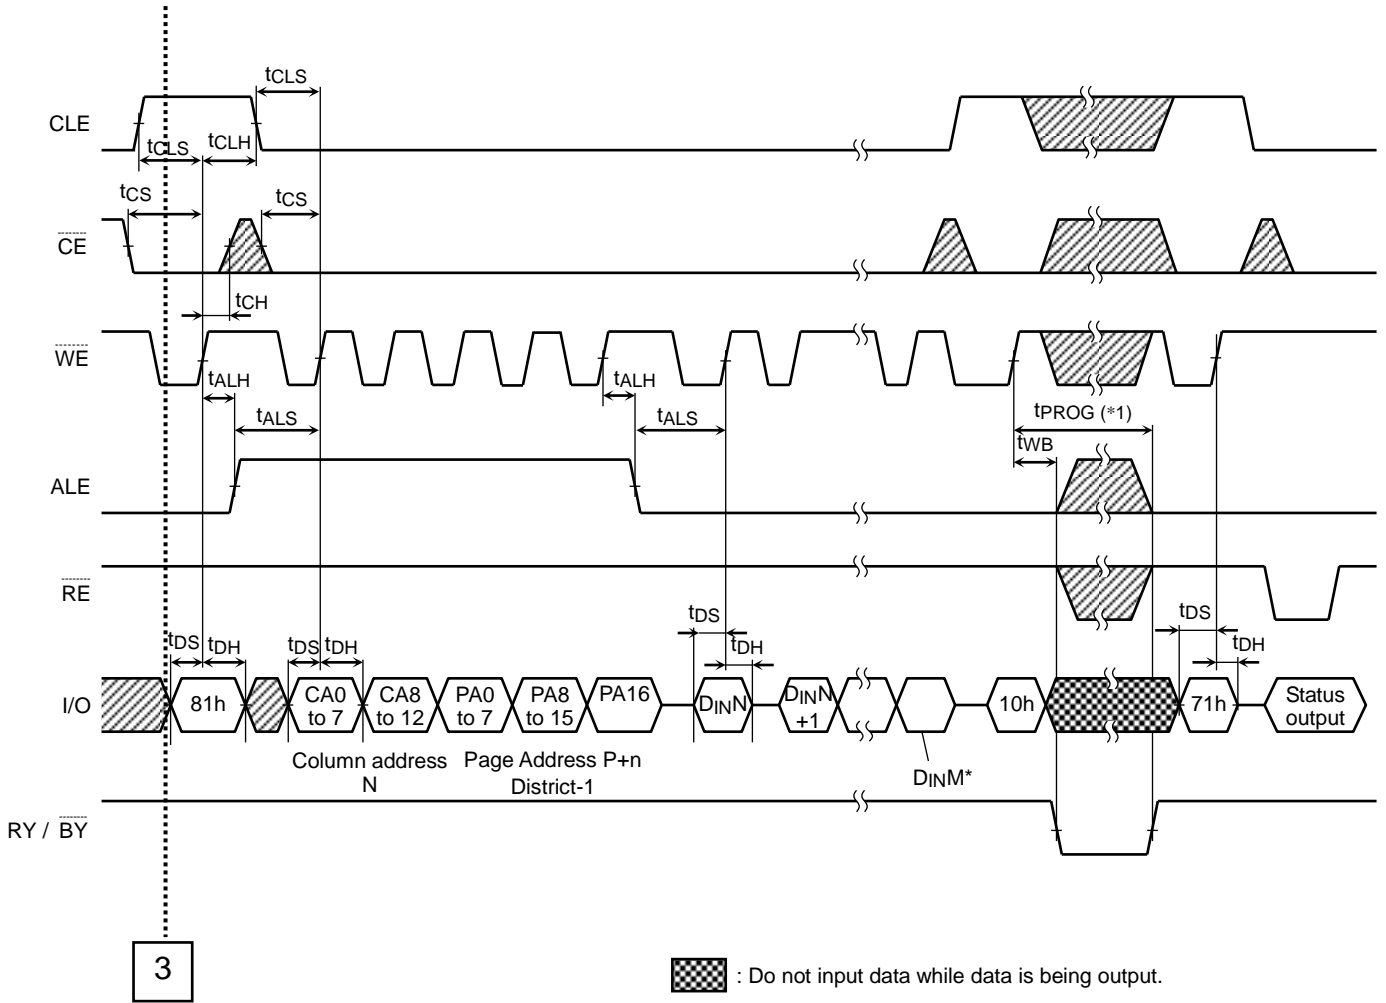 tCLS
CLE
tCLS
tCLH
tCS
tCS
CE
tCH
WE
tALH
tALH
tALS
tALS
tPROG (*1)
tWB
ALE
RE
tDS
tDH
tDS
tDH
tDS
tDH
tDS
tDH
I/O
81h
CA0
to 7
CA8
to 12
PA0
to 7
PA8
to 15
PA16
DINN
DINN
+1
10h
71h
Status
output
Column address
N
Page Address P+n
District-1
DINM*
RY / BY
3
: Do not input data while data is being output.